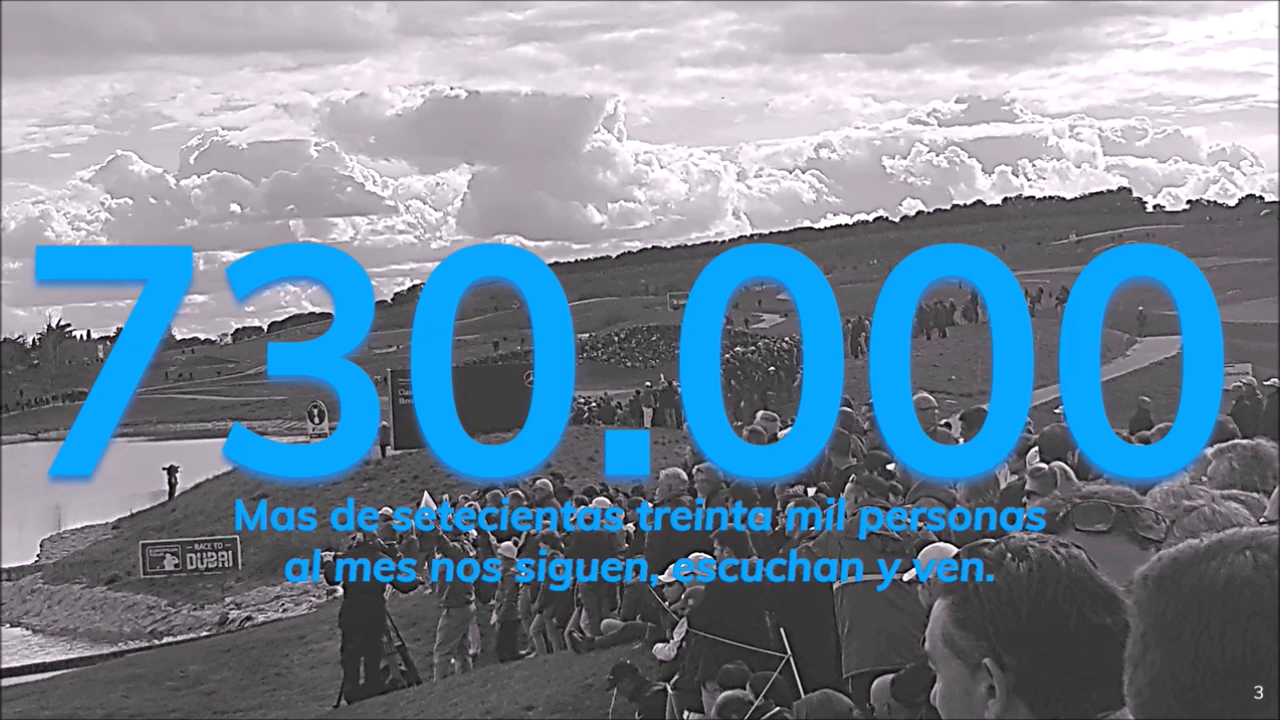 730.000
Mas de setecientas treinta mil personas
al mes nos siguen, escuchan y ven.
RACE TO
DUBAI
3